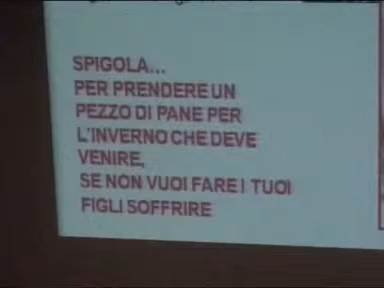 SPIGOLA...
PER PRENDERE UN
PEZZO DI PANE PER
L'INVERNO CHE DEVE
VENIRE,
SE NON VUOI FARE I TUOI
FIGLI SOFFRIRE